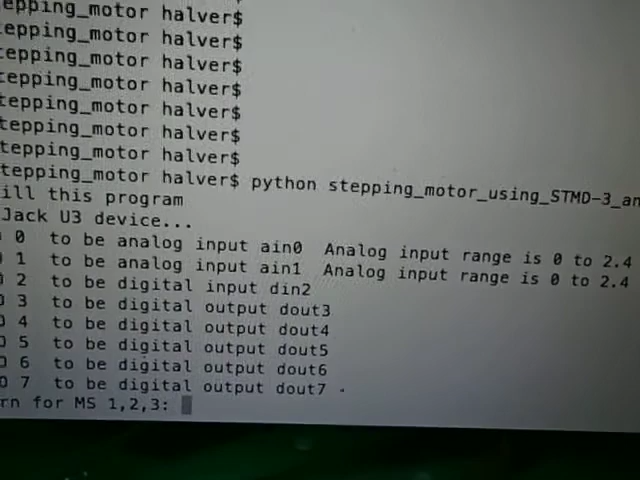 epping_motor halver$
tepping_motor halver$
tepping_motor halver$
tepping_motor halver$
tepping_motor halver$
tepping_motor halver$
tepping_motor halver$
tepping_motor halver$ python stepping_motor_using_STMD-3_an
ill this program
Jack U3 device...
0 to be analog input ain0 Analog input range is 0 to 2.4
1 to be analog input ain1 Analog input range is 0 to 2.4
2 to be digital input din2
O 3 to be digital output dout3
O 4 to be digital output dout4
O 5 to be digital output dout5
O 6 to be digital output dout6
O 7 to be digital output dout7
rn for MS 1,2,3: